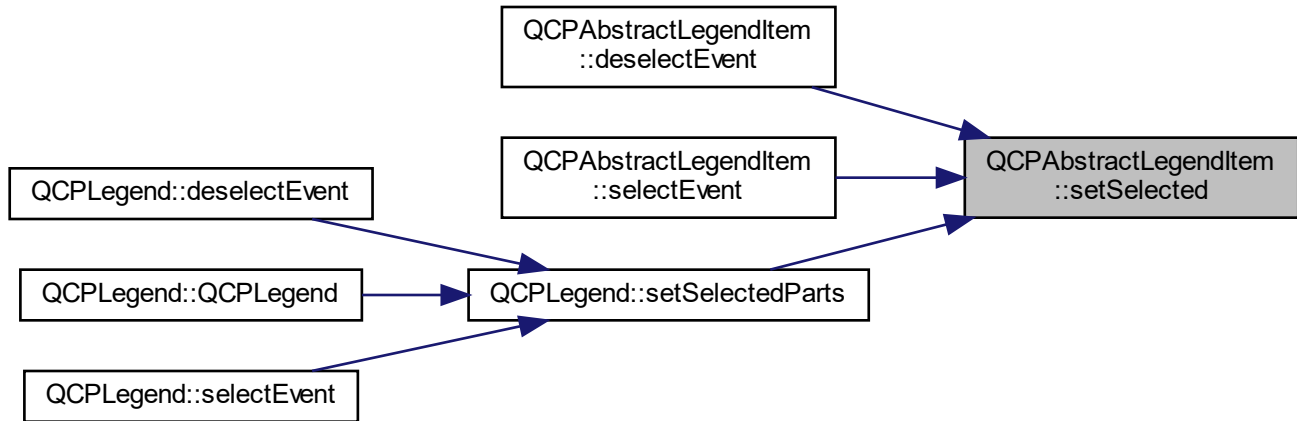 QCPAbstractLegendItem
::deselectEvent
QCPAbstractLegendItem
::selectEvent
QCPAbstractLegendItem
::setSelected
QCPLegend::deselectEvent
QCPLegend::QCPLegend
QCPLegend::setSelectedParts
QCPLegend::selectEvent